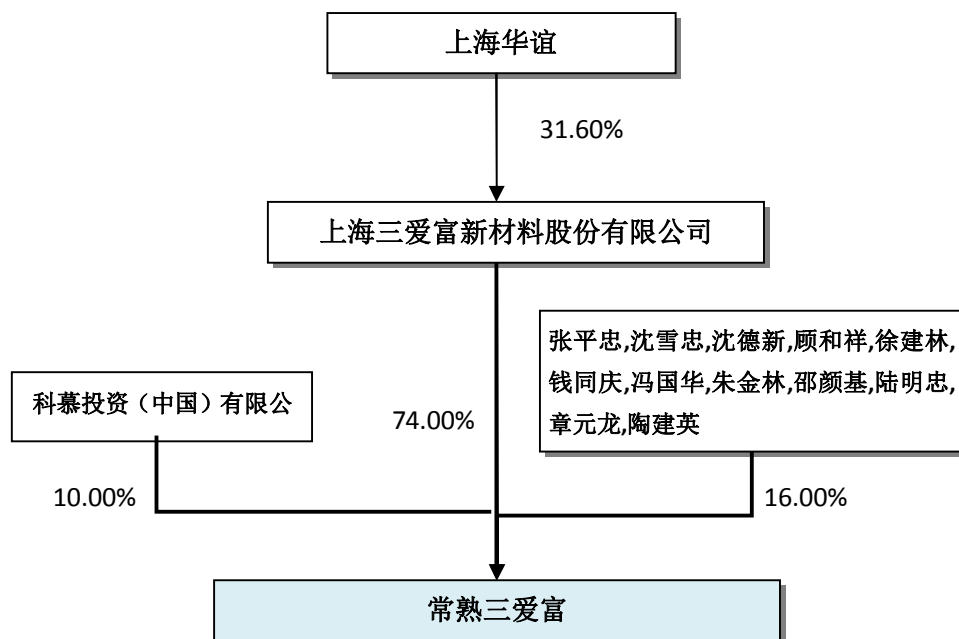 上海华谊
31.60%
上海三爱富新材料股份有限公司
张平忠,沈雪忠,沈德新,顾和祥,徐建林,
钱同庆,冯国华,朱金林,邵颜基,陆明忠,
章元龙,陶建英
科慕投资（中国）有限公
74.00%
10.00%
16.00%
常熟三爱富